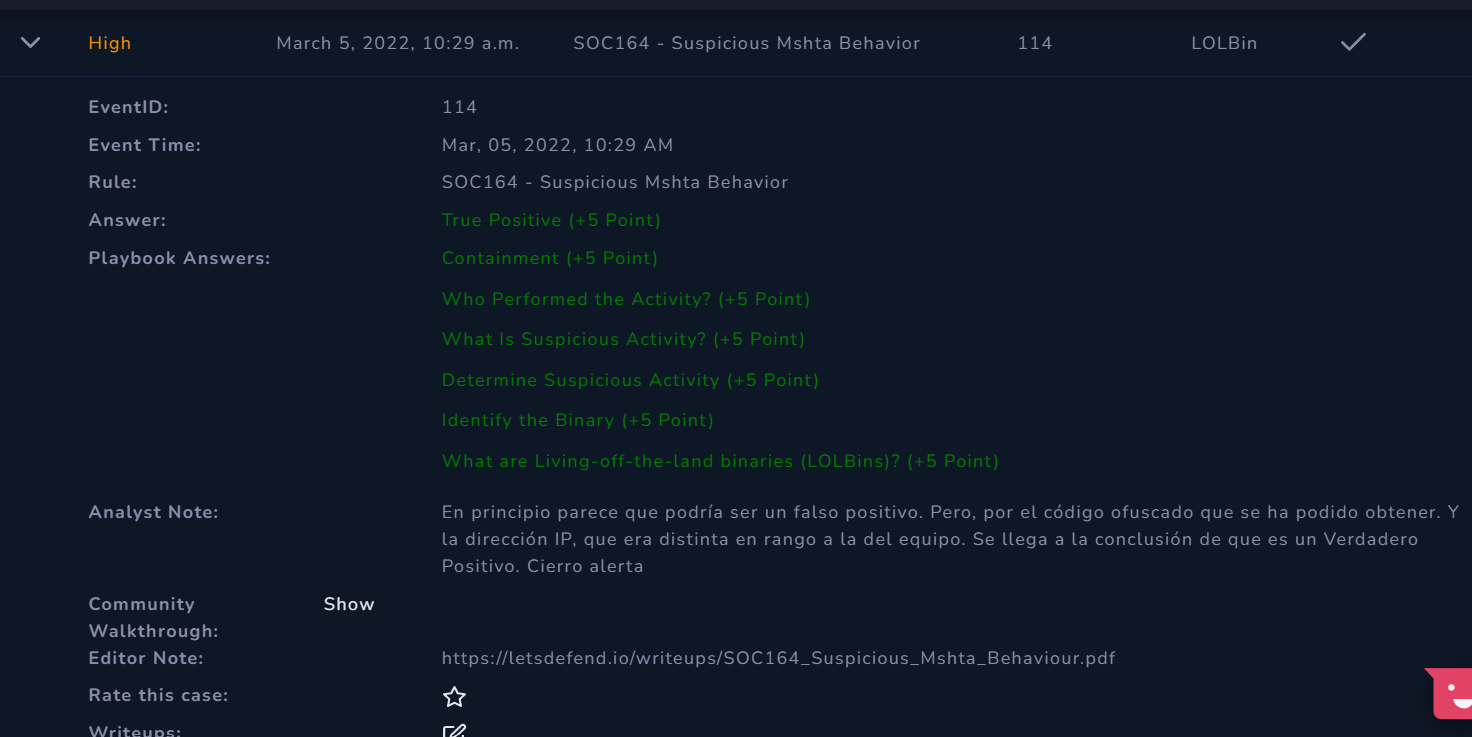 High March 5, 2022, 10:29 a.m. SOC164 - Suspicious Mshta Behavior 114 LOLBin
EventID: 114
Event Time: Mar, 05, 2022, 10:29 AM
Rule: SOC164 - Suspicious Mshta Behavior
Answer: True Positive (+5 Point)
Playbook Answers: Containment (+5 Point)
Who Performed the Activity? (+5 Point)
What Is Suspicious Activity? (+5 Point)
Determine Suspicious Activity (+5 Point)
Identify the Binary (+5 Point)
What are Living-off-the-land binaries (LOLBins)? (+5 Point)
Analyst Note: En principio parece que podría ser un falso positivo. Pero, por el código ofuscado que se ha podido obtener. Y
la dirección IP, que era distinta en rango a la del equipo. Se llega a la conclusión de que es un Verdadero
Positivo. Cierro alerta
Community Show
Walkthrough:
Editor Note: https://letsdefend.io/writeups/SOC164_Suspicious_Mshta_Behaviour.pdf
Rate this case:
Writeups: